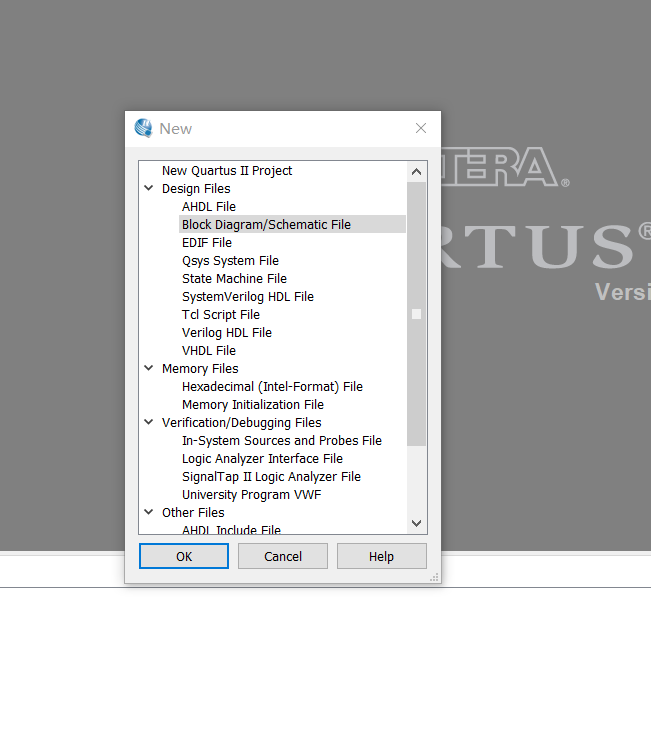 New
TERA®
RTUS®
Versi
New Quartus II Project
Design Files
AHDL File
Block Diagram/Schematic File
EDIF File
Qsys System File
State Machine File
SystemVerilog HDL File
Tcl Script File
Verilog HDL File
VHDL File
Memory Files
Hexadecimal (Intel-Format) File
Memory Initialization File
Verification/Debugging Files
In-System Sources and Probes File
Logic Analyzer Interface File
SignalTap II Logic Analyzer File
University Program VWF
Other Files
AHDL Include File
OK
Cancel
Help